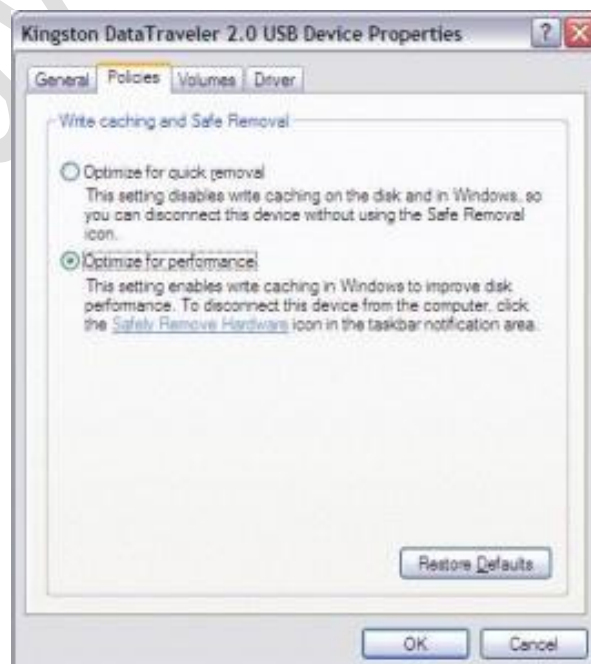 Kingston DataTraveler 2.0 USB Device Properties
General Policies Volumes Driver
Write caching and Safe Removal
Optimize for quick removal
This setting disables write caching on the disk and in Windows, so
you can disconnect this device without using the Safe Removal
icon.
Optimize for performance
This setting enables write caching in Windows to improve disk
performance. To disconnect this device from the computer, click
the Safely Remove Hardware icon in the taskbar notification area.
Restore Defaults
OK Cancel